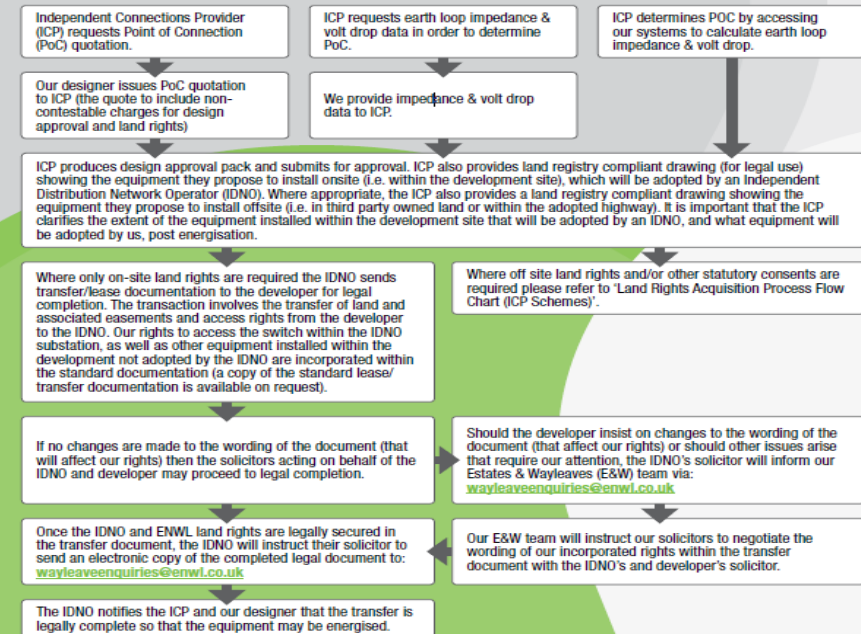 Independent Connections Provider
(ICP) requests Point of Connection
(PoC) quotation.
ICP requests earth loop impedance &
volt drop data in order to determine
PoC.
ICP determines POC by accessing
our systems to calculate earth loop
impedance & volt drop.
Our designer issues PoC quotation
to ICP (the quote to include non-
contestable charges for design
approval and land rights)
We provide impedance & volt drop
data to ICP.
ICP produces design approval pack and submits for approval. ICP also provides land registry compliant drawing (for legal use)
showing the equipment they propose to install onsite (i.e. within the development site), which will be adopted by an Independent
Distribution Network Operator (IDNO). Where appropriate, the ICP also provides a land registry compliant drawing showing the
equipment they propose to install offsite (i.e. in third party owned land or within the adopted highway). It is important that the ICP
clarifies the extent of the equipment installed within the development site that will be adopted by an IDNO, and what equipment will
be adopted by us, post energisation.
Where only on-site land rights are required the IDNO sends
transfer/lease documentation to the developer for legal
completion. The transaction involves the transfer of land and
associated easements and access rights from the developer
to the IDNO. Our rights to access the switch within the IDNO
substation, as well as other equipment installed within the
development not adopted by the IDNO are incorporated within
the standard documentation (a copy of the standard lease/
transfer documentation is available on request).
Where off site land rights and/or other statutory consents are
required please refer to 'Land Rights Acquisition Process Flow
Chart (ICP Schemes)'.
If no changes are made to the wording of the document (that
will affect our rights) then the solicitors acting on behalf of the
IDNO and developer may proceed to legal completion.
Should the developer insist on changes to the wording of the
document (that affect our rights) or should other issues arise
that require our attention, the IDNO's solicitor will inform our
Estates & Wayleaves (E&W) team via:
wayleaveenquiries@enwl.co.uk
Once the IDNO and ENWL land rights are legally secured in
the transfer document, the IDNO will instruct their solicitor to
send an electronic copy of the completed legal document to:
wayleaveenquiries@enwl.co.uk
Our E&W team will instruct our solicitors to negotiate the
wording of our incorporated rights within the transfer
document with the IDNO's and developer's solicitor.
The IDNO notifies the ICP and our designer that the transfer is
legally complete so that the equipment may be energised.